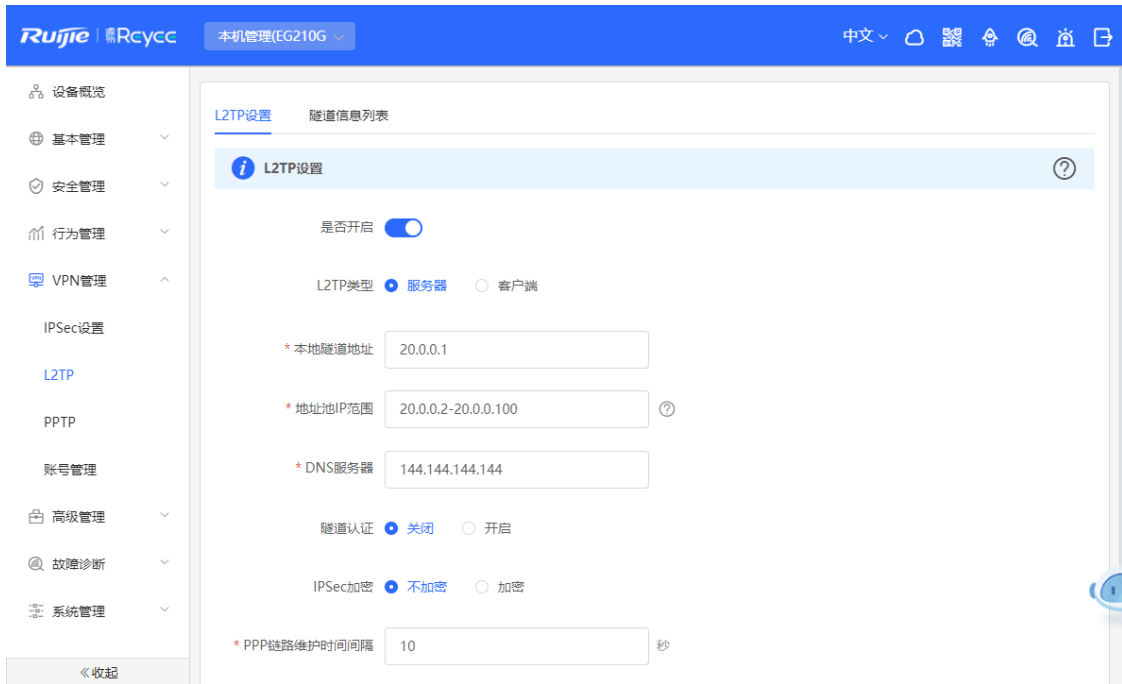 Ruijie | 睿易Rcycc 本机管理(EG210G 中文
设备概览
基本管理
安全管理
行为管理
VPN管理
IPSec设置
L2TP
PPTP
账号管理
高级管理
故障诊断
系统管理
≪收起
L2TP设置 隧道信息列表
L2TP设置
是否开启
L2TP类型 服务器 客户端
* 本地隧道地址 20.0.0.1
* 地址池IP范围 20.0.0.2-20.0.0.100
* DNS服务器 144.144.144.144
隧道认证 关闭 开启
IPSec加密 不加密 加密
* PPP链路维护时间间隔 10 秒